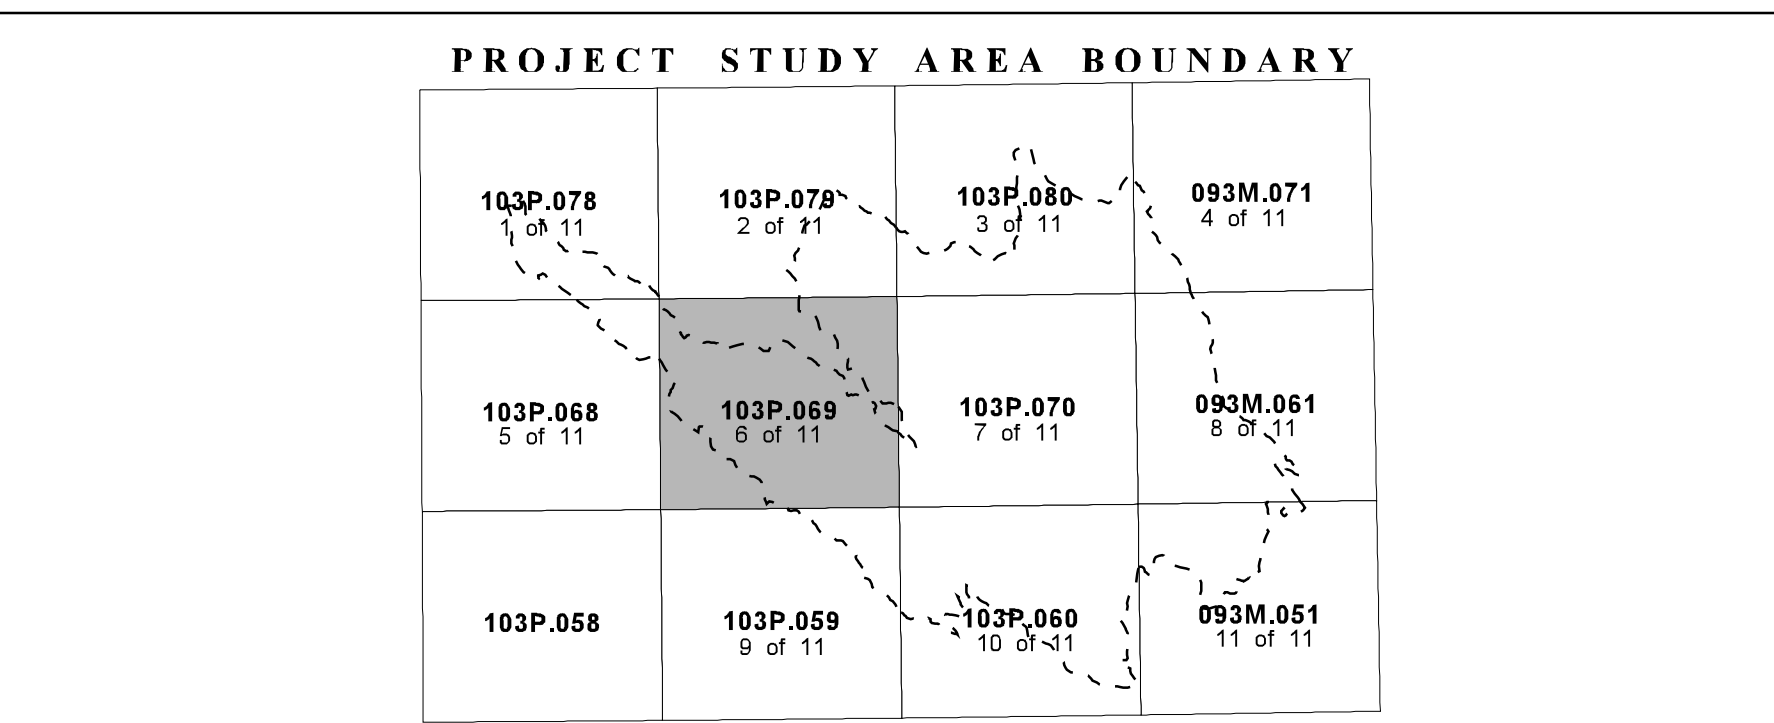 PROJECT STUDY AREA BOUNDARY
103P.078
1 of 11
103P.079
2 of 11
103P.080
3 of 11
093M.071
4 of 11
103P.068
5 of 11
103P.069
6 of 11
103P.070
7 of 11
093M.061
8 of 11
103P.058
103P.059
9 of 11
103P.060
10 of 11
093M.051
11 of 11